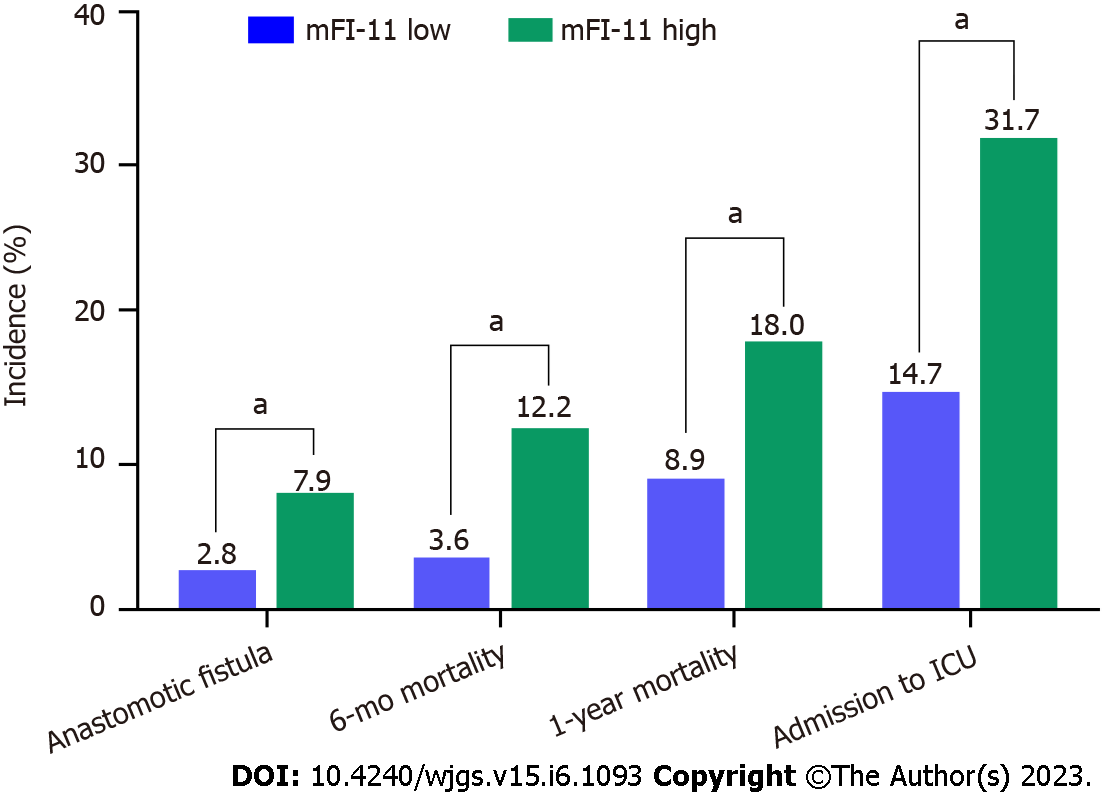 mFI-11 low mFI-11 high
40
30
20
10
0
Incidence (%)
a
2.8
7.9
a
3.6
12.2
a
8.9
18.0
a
14.7
31.7
Anastomotic fistula
6-mo mortality
1-year mortality
Admission to ICU
DOI: 10.4240/wjgs.v15.i6.1093 Copyright ©The Author(s) 2023.